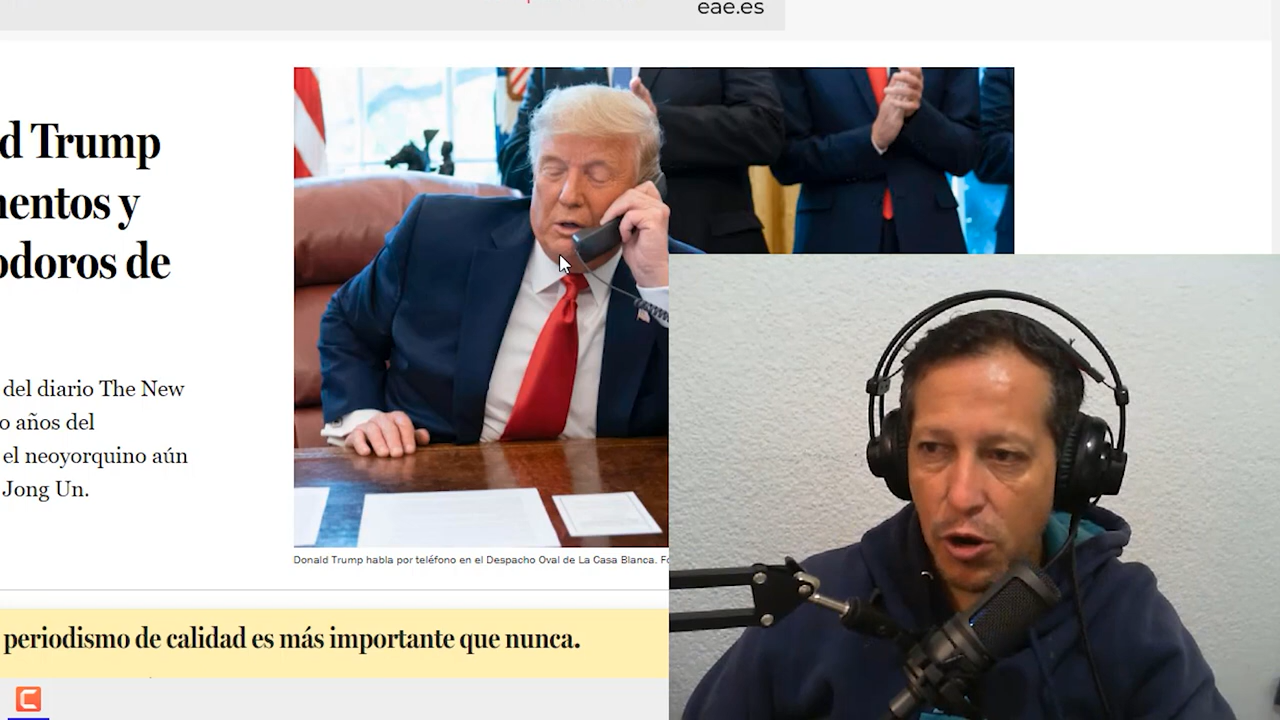 eae.es
d Trump
entos y
odoros de
del diario The New
o años del
el neoyorquino aún
Jong Un.
Donald Trump habla por teléfono en el Despacho Oval de La Casa Blanca.
periodismo de calidad es más importante que nunca.